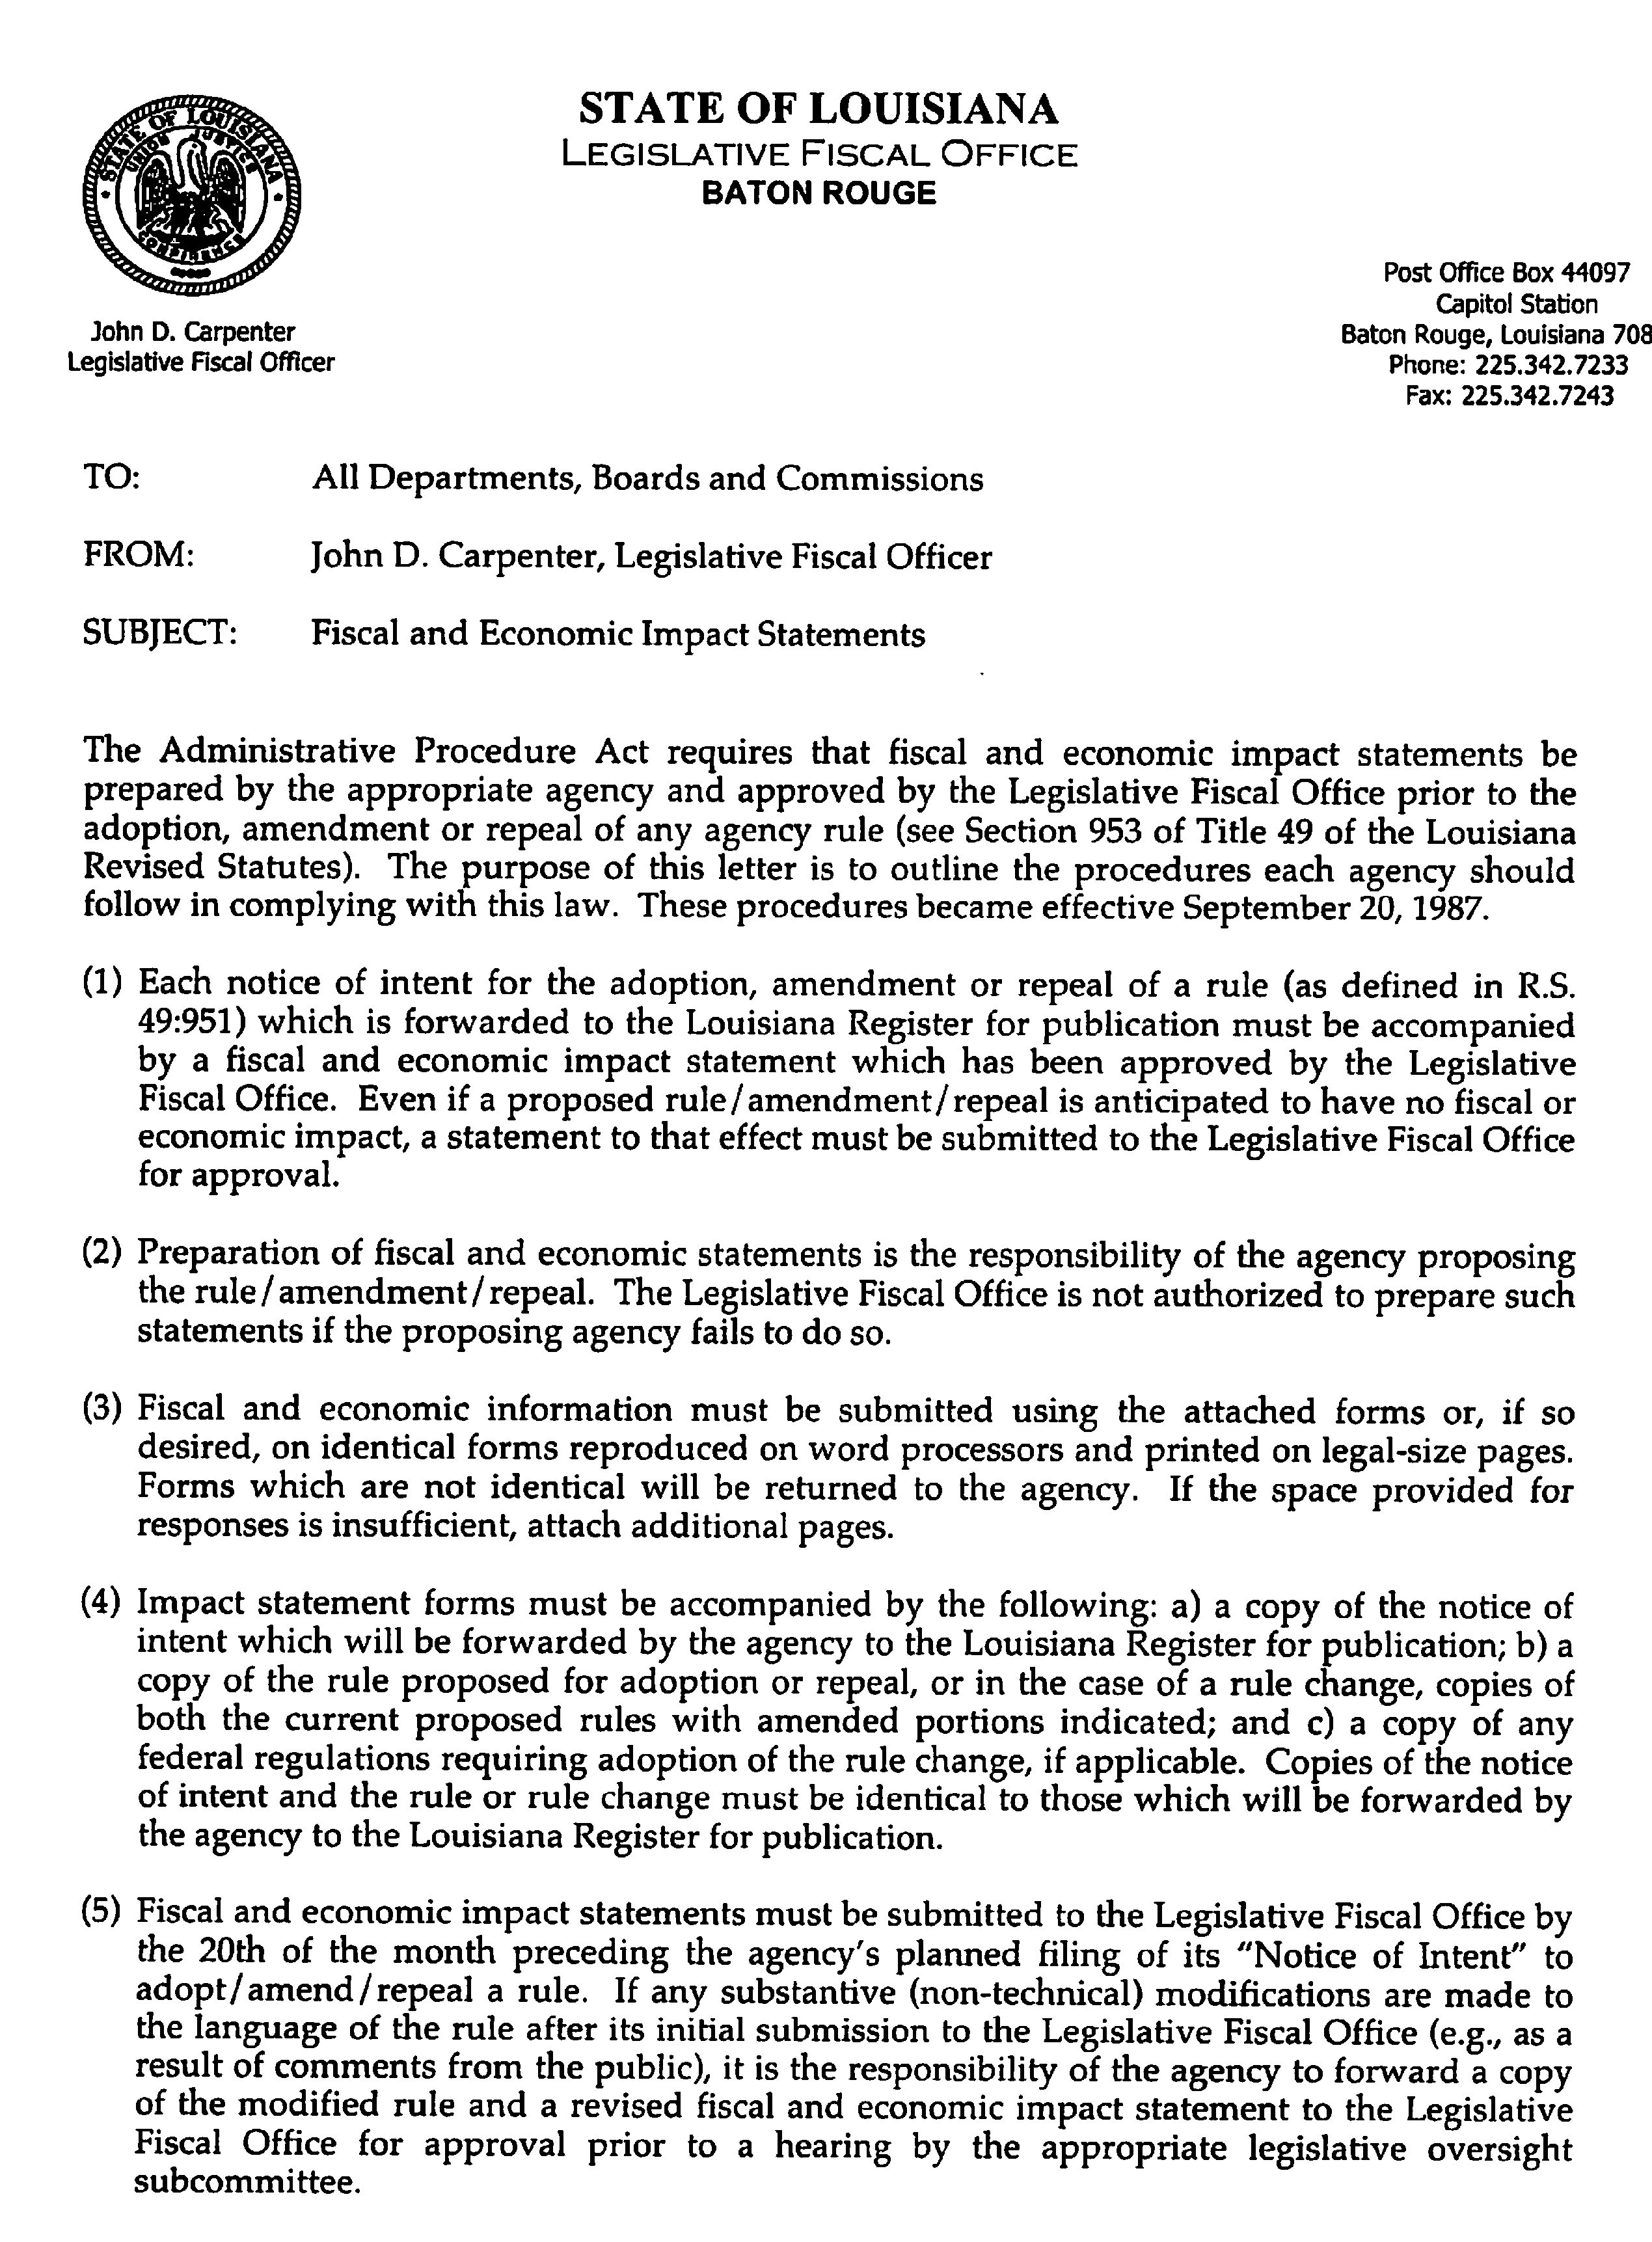 STATE OF LOUISIANA
LEGISLATIVE FISCAL OFFICE
BATON ROUGE
STATE OF LOUISIANA
UNION JUSTICE
CONFIDENCE
John D. Carpenter
Legislative Fiscal Officer
Post Office Box 44097
Capitol Station
Baton Rouge, Louisiana 708
Phone: 225.342.7233
Fax: 225.342.7243
TO: All Departments, Boards and Commissions
FROM: John D. Carpenter, Legislative Fiscal Officer
SUBJECT: Fiscal and Economic Impact Statements
The Administrative Procedure Act requires that fiscal and economic impact statements be
prepared by the appropriate agency and approved by the Legislative Fiscal Office prior to the
adoption, amendment or repeal of any agency rule (see Section 953 of Title 49 of the Louisiana
Revised Statutes). The purpose of this letter is to outline the procedures each agency should
follow in complying with this law. These procedures became effective September 20, 1987.
(1) Each notice of intent for the adoption, amendment or repeal of a rule (as defined in R.S.
49:951) which is forwarded to the Louisiana Register for publication must be accompanied
by a fiscal and economic impact statement which has been approved by the Legislative
Fiscal Office. Even if a proposed rule/amendment/repeal is anticipated to have no fiscal or
economic impact, a statement to that effect must be submitted to the Legislative Fiscal Office
for approval.
(2) Preparation of fiscal and economic statements is the responsibility of the agency proposing
the rule/amendment/repeal. The Legislative Fiscal Office is not authorized to prepare such
statements if the proposing agency fails to do so.
(3) Fiscal and economic information must be submitted using the attached forms or, if so
desired, on identical forms reproduced on word processors and printed on legal-size pages.
Forms which are not identical will be returned to the agency. If the space provided for
responses is insufficient, attach additional pages.
(4) Impact statement forms must be accompanied by the following: a) a copy of the notice of
intent which will be forwarded by the agency to the Louisiana Register for publication; b) a
copy of the rule proposed for adoption or repeal, or in the case of a rule change, copies of
both the current proposed rules with amended portions indicated; and c) a copy of any
federal regulations requiring adoption of the rule change, if applicable. Copies of the notice
of intent and the rule or rule change must be identical to those which will be forwarded by
the agency to the Louisiana Register for publication.
(5) Fiscal and economic impact statements must be submitted to the Legislative Fiscal Office by
the 20th of the month preceding the agency's planned filing of its "Notice of Intent" to
adopt/amend/repeal a rule. If any substantive (non-technical) modifications are made to
the language of the rule after its initial submission to the Legislative Fiscal Office (e.g., as a
result of comments from the public), it is the responsibility of the agency to forward a copy
of the modified rule and a revised fiscal and economic impact statement to the Legislative
Fiscal Office for approval prior to a hearing by the appropriate legislative oversight
subcommittee.